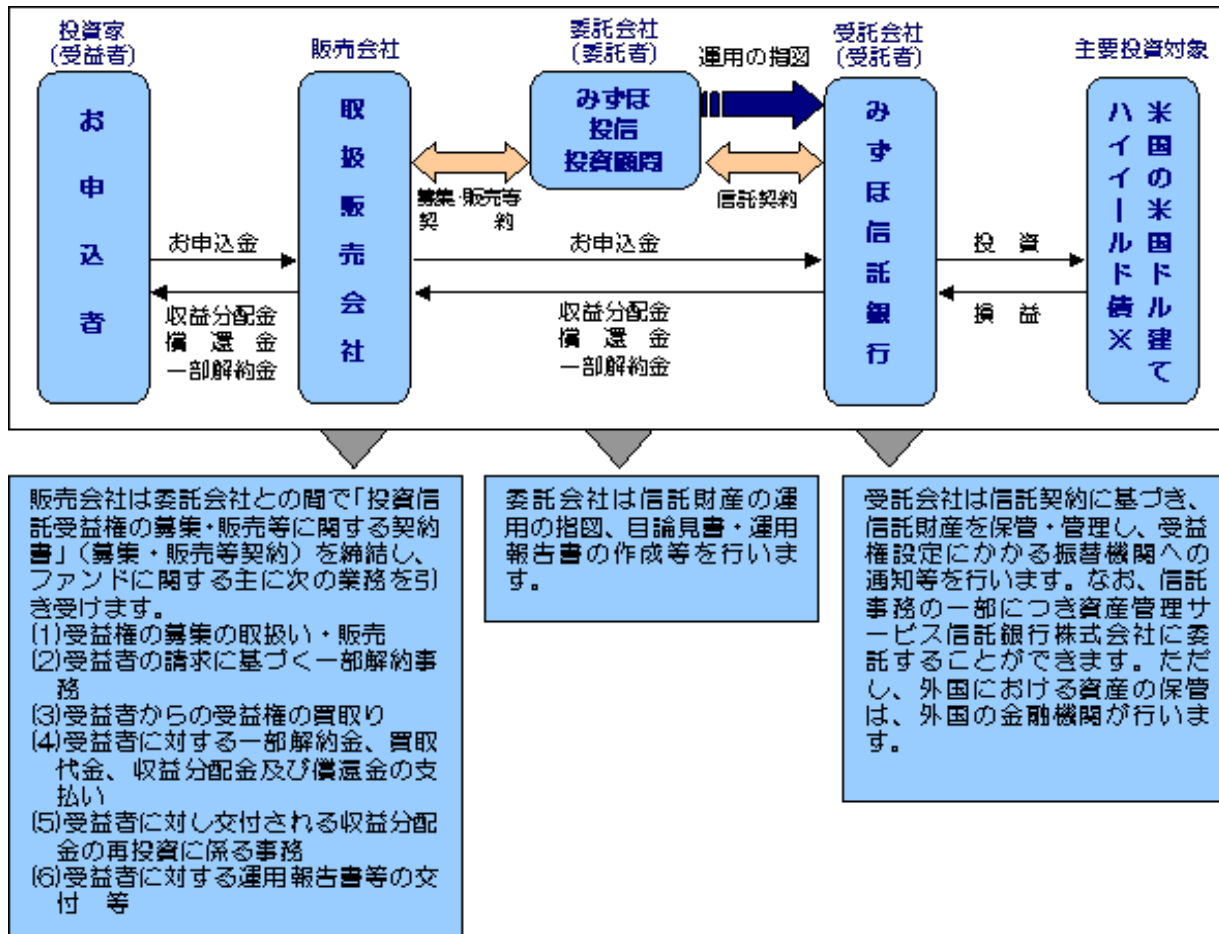 投資家
(受益者)
販売会社
委託会社
(委託者)
運用の指図
受託会社
(受託者)
主要投資対象
お申込者
取扱販売会社
みずほ
投信
投資顧問
みずほ信託銀行
米国の米国ドル建て
ハイイールド債※
募集・販売等
契約
信託契約
お申込金
お申込金
投資
収益分配金
償還金
一部解約金
収益分配金
償還金
一部解約金
損益
販売会社は委託会社との間で「投資信
託受益権の募集・販売等に関する契約
書」(募集・販売等契約)を締結し、
ファンドに関する主に次の業務を引
き受けます。
(1)受益権の募集の取扱い・販売
(2)受益者の請求に基づく一部解約事
務
(3)受益者からの受益権の買取り
(4)受益者に対する一部解約金、買取
代金、収益分配金及び償還金の支
払い
(5)受益者に対し交付される収益分配
金の再投資に係る事務
(6)受益者に対する運用報告書等の交
付 等
委託会社は信託財産の運
用の指図、目論見書・運用
報告書の作成等を行いま
す。
受託会社は信託契約に基づき、
信託財産を保管・管理し、受益
権設定にかかる振替機関への
通知等を行います。なお、信託
事務の一部につき資産管理サ
ービス信託銀行株式会社に委
託することができます。ただ
し、外国における資産の保管
は、外国の金融機関が行いま
す。